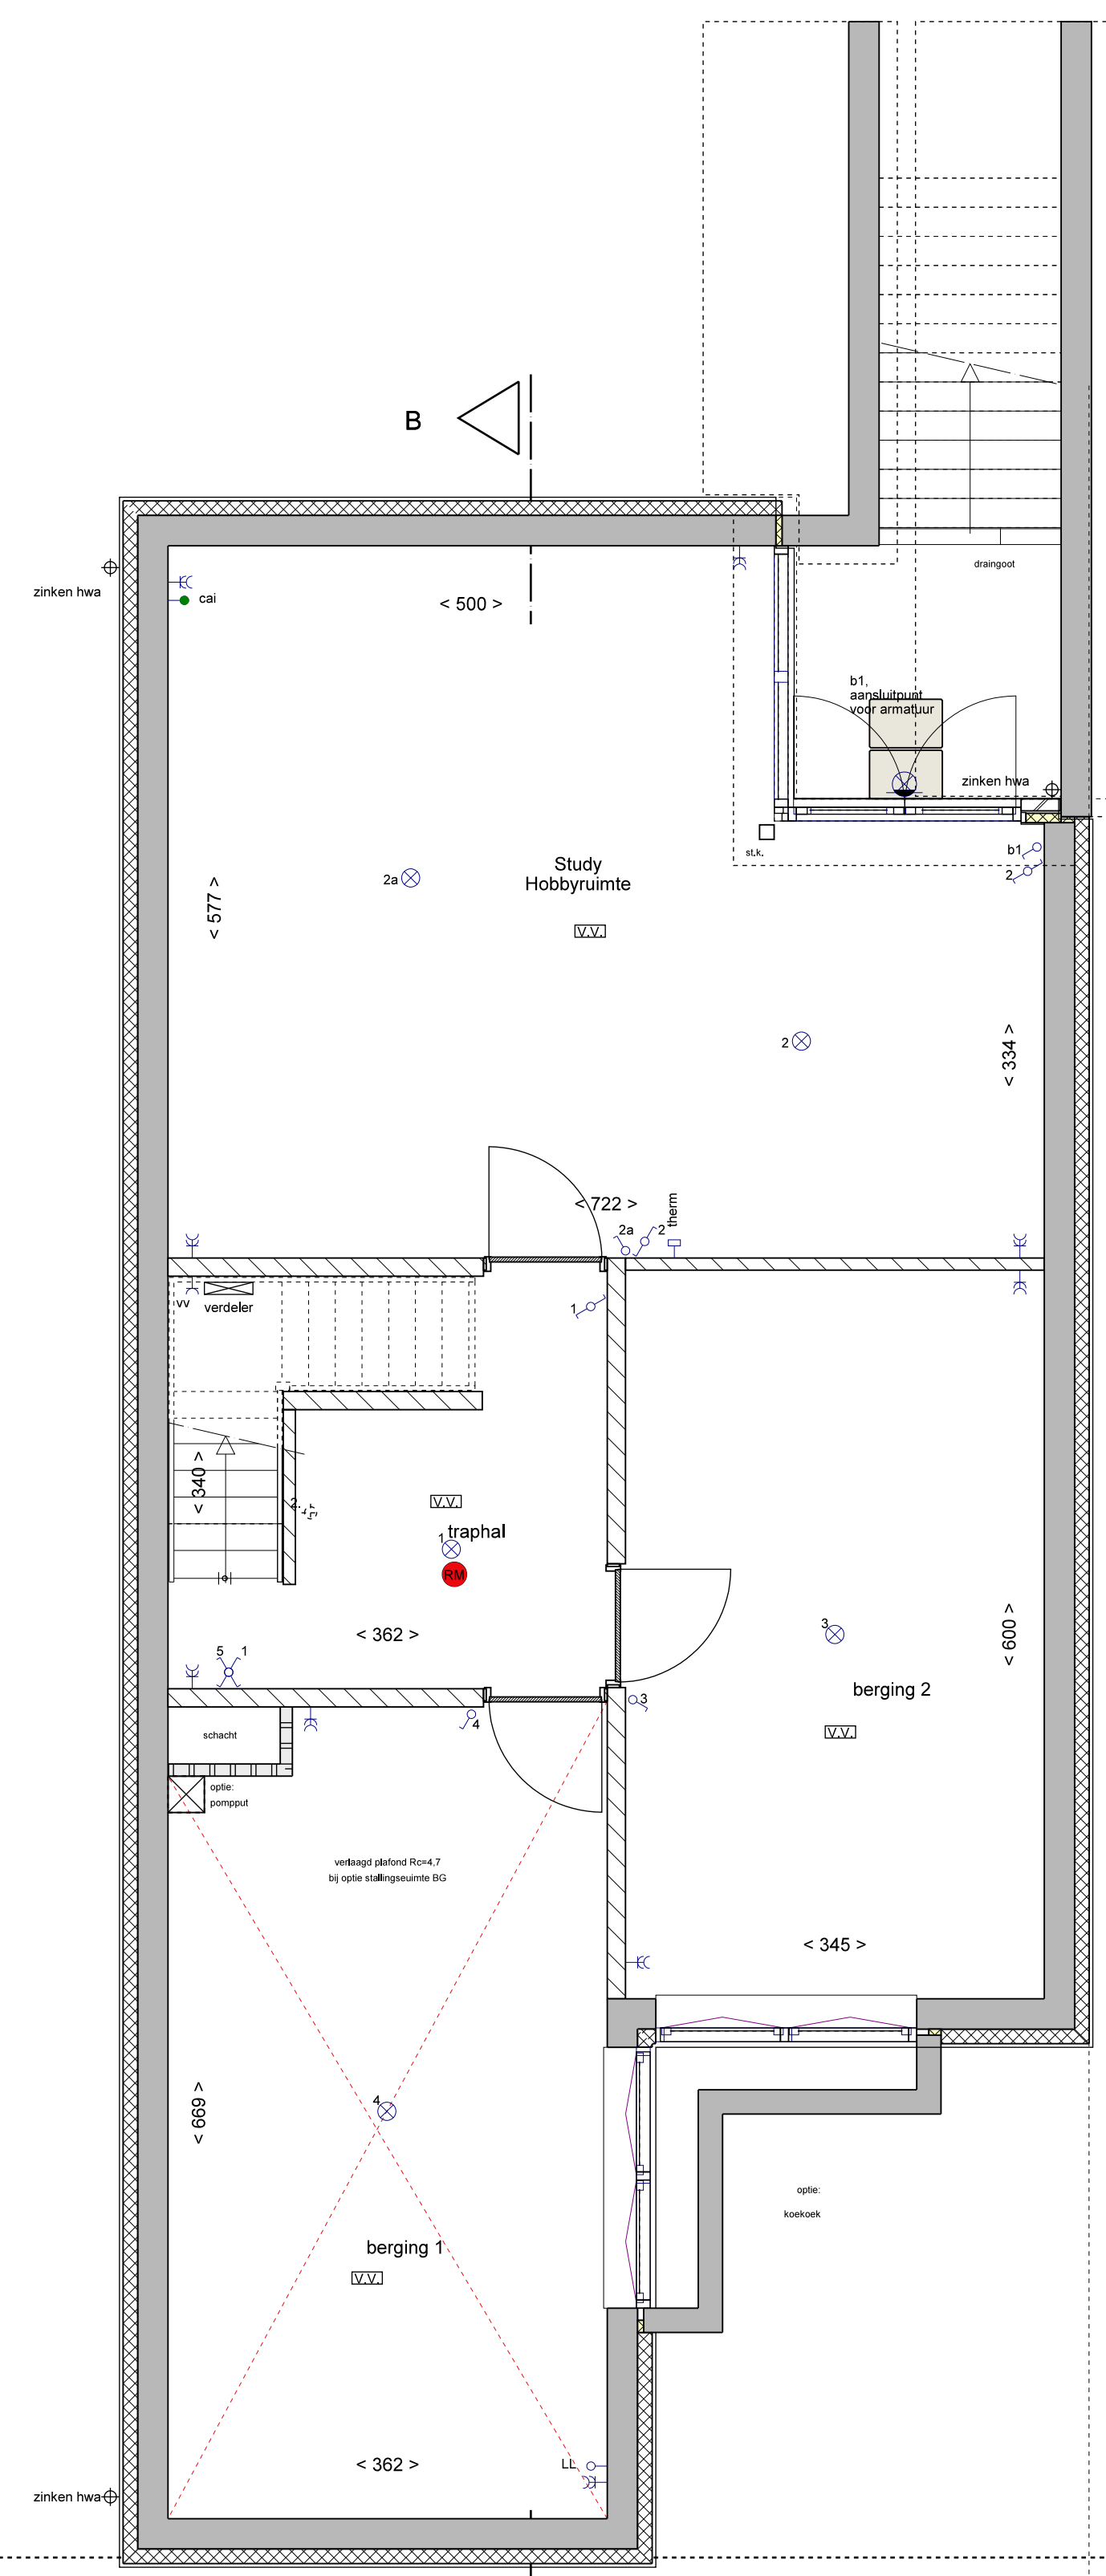 B
zinken hwa
cai
< 500 >
draingoot
b1,
aansluitpunt
voor armatuur
zinken hwa
st.k.
b1
2
Study
Hobbyruimte
2a
V.V.
< 577 >
2
< 334 >
< 722 >
2a
2
therm
vv
verdeler
1
< 340 >
2.
V.V.
traphal
1
RM
< 362 >
5 1
3
berging 2
V.V.
< 600 >
3
4
schacht
optie:
pompput
verlaagd plafond Rc=4,7
bij optie stallingseuimte BG
< 345 >
< 669 >
4
optie:
koekoek
berging 1
V.V.
< 362 >
LL
zinken hwa